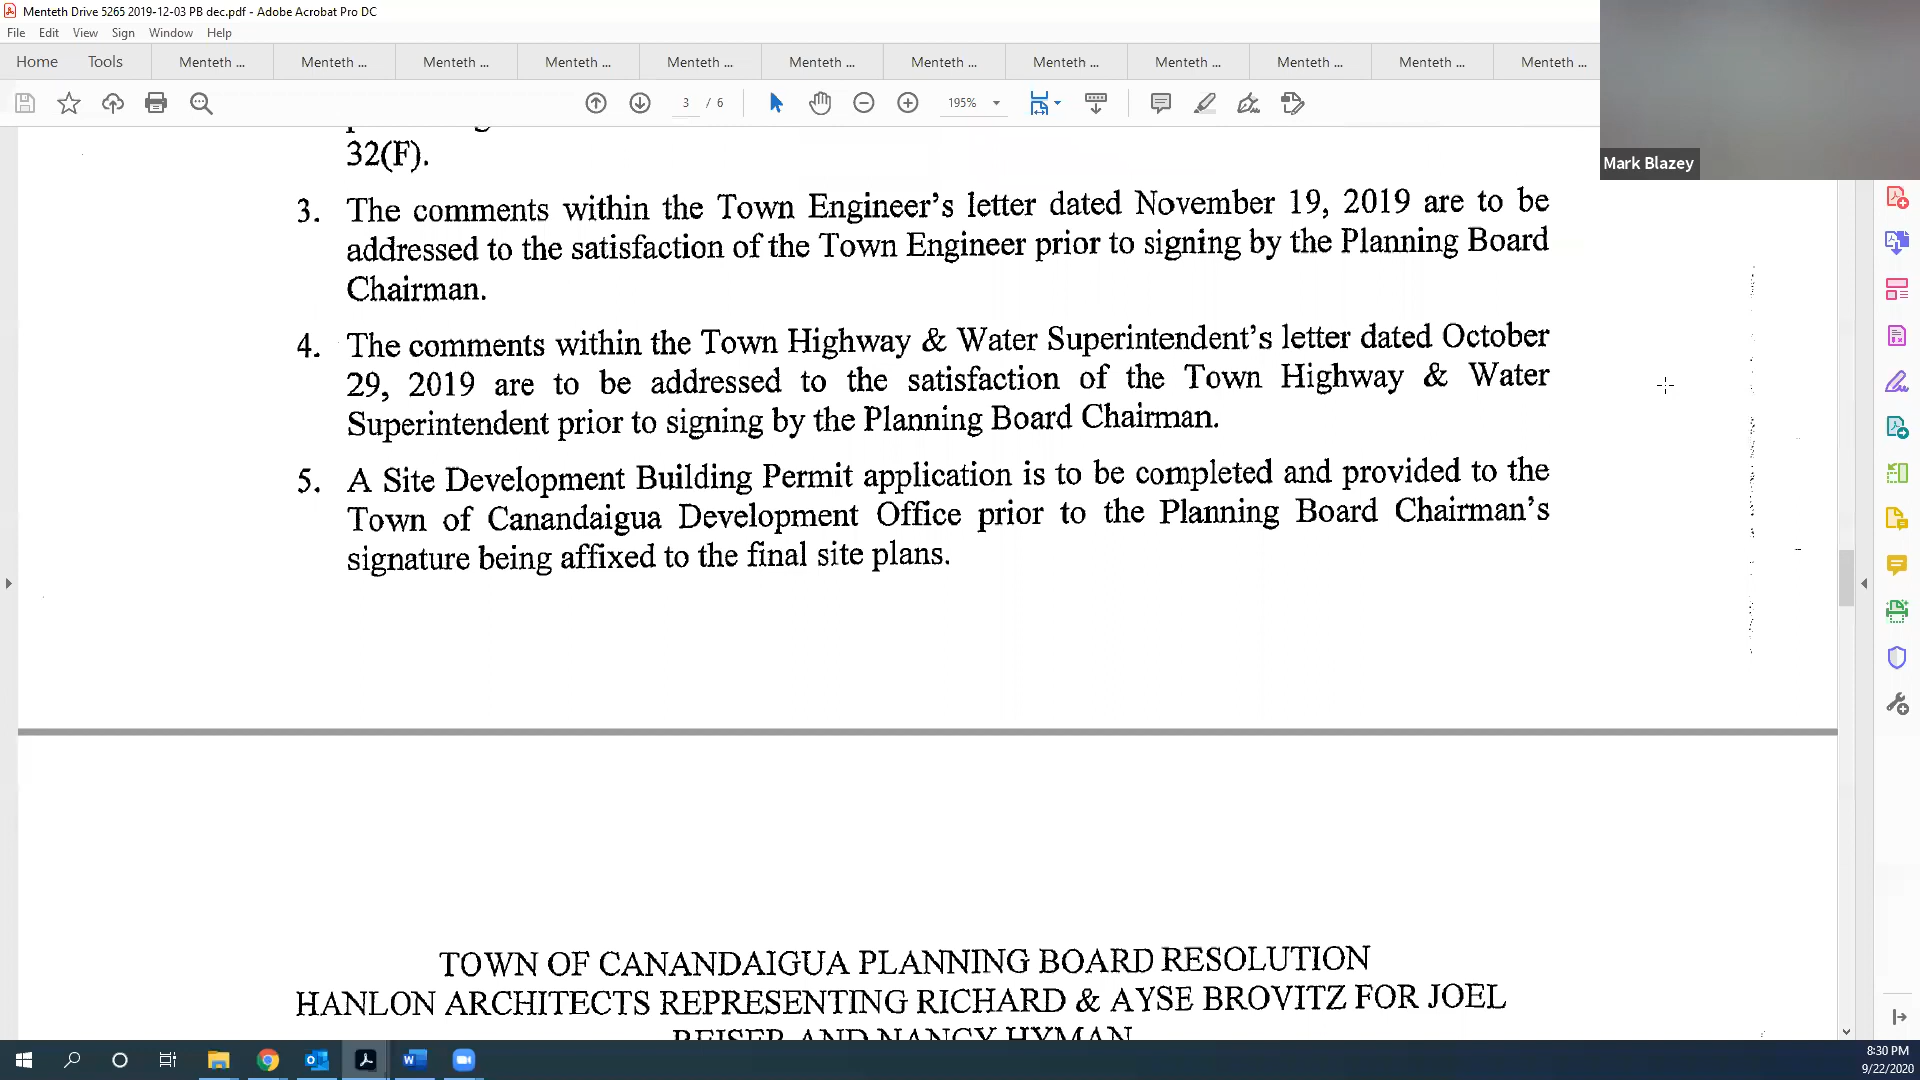 Menteth Drive 5265 2019-12-03 PB dec.pdf - Adobe Acrobat Pro DC
File Edit View Sign Window Help
Home Tools Menteth ... Menteth ... Menteth ... Menteth ... Menteth ... Menteth ... Menteth ... Menteth ... Menteth ... Menteth ... Menteth ... Menteth ...
3 / 6 195%
Mark Blazey
32(F).
3. The comments within the Town Engineer's letter dated November 19, 2019 are to be
addressed to the satisfaction of the Town Engineer prior to signing by the Planning Board
Chairman.
4. The comments within the Town Highway & Water Superintendent's letter dated October
29, 2019 are to be addressed to the satisfaction of the Town Highway & Water
Superintendent prior to signing by the Planning Board Chairman.
5. A Site Development Building Permit application is to be completed and provided to the
Town of Canandaigua Development Office prior to the Planning Board Chairman's
signature being affixed to the final site plans.
TOWN OF CANANDAIGUA PLANNING BOARD RESOLUTION
HANLON ARCHITECTS REPRESENTING RICHARD & AYSE BROVITZ FOR JOEL
REISER AND NANCY HYMAN
8:30 PM
9/22/2020